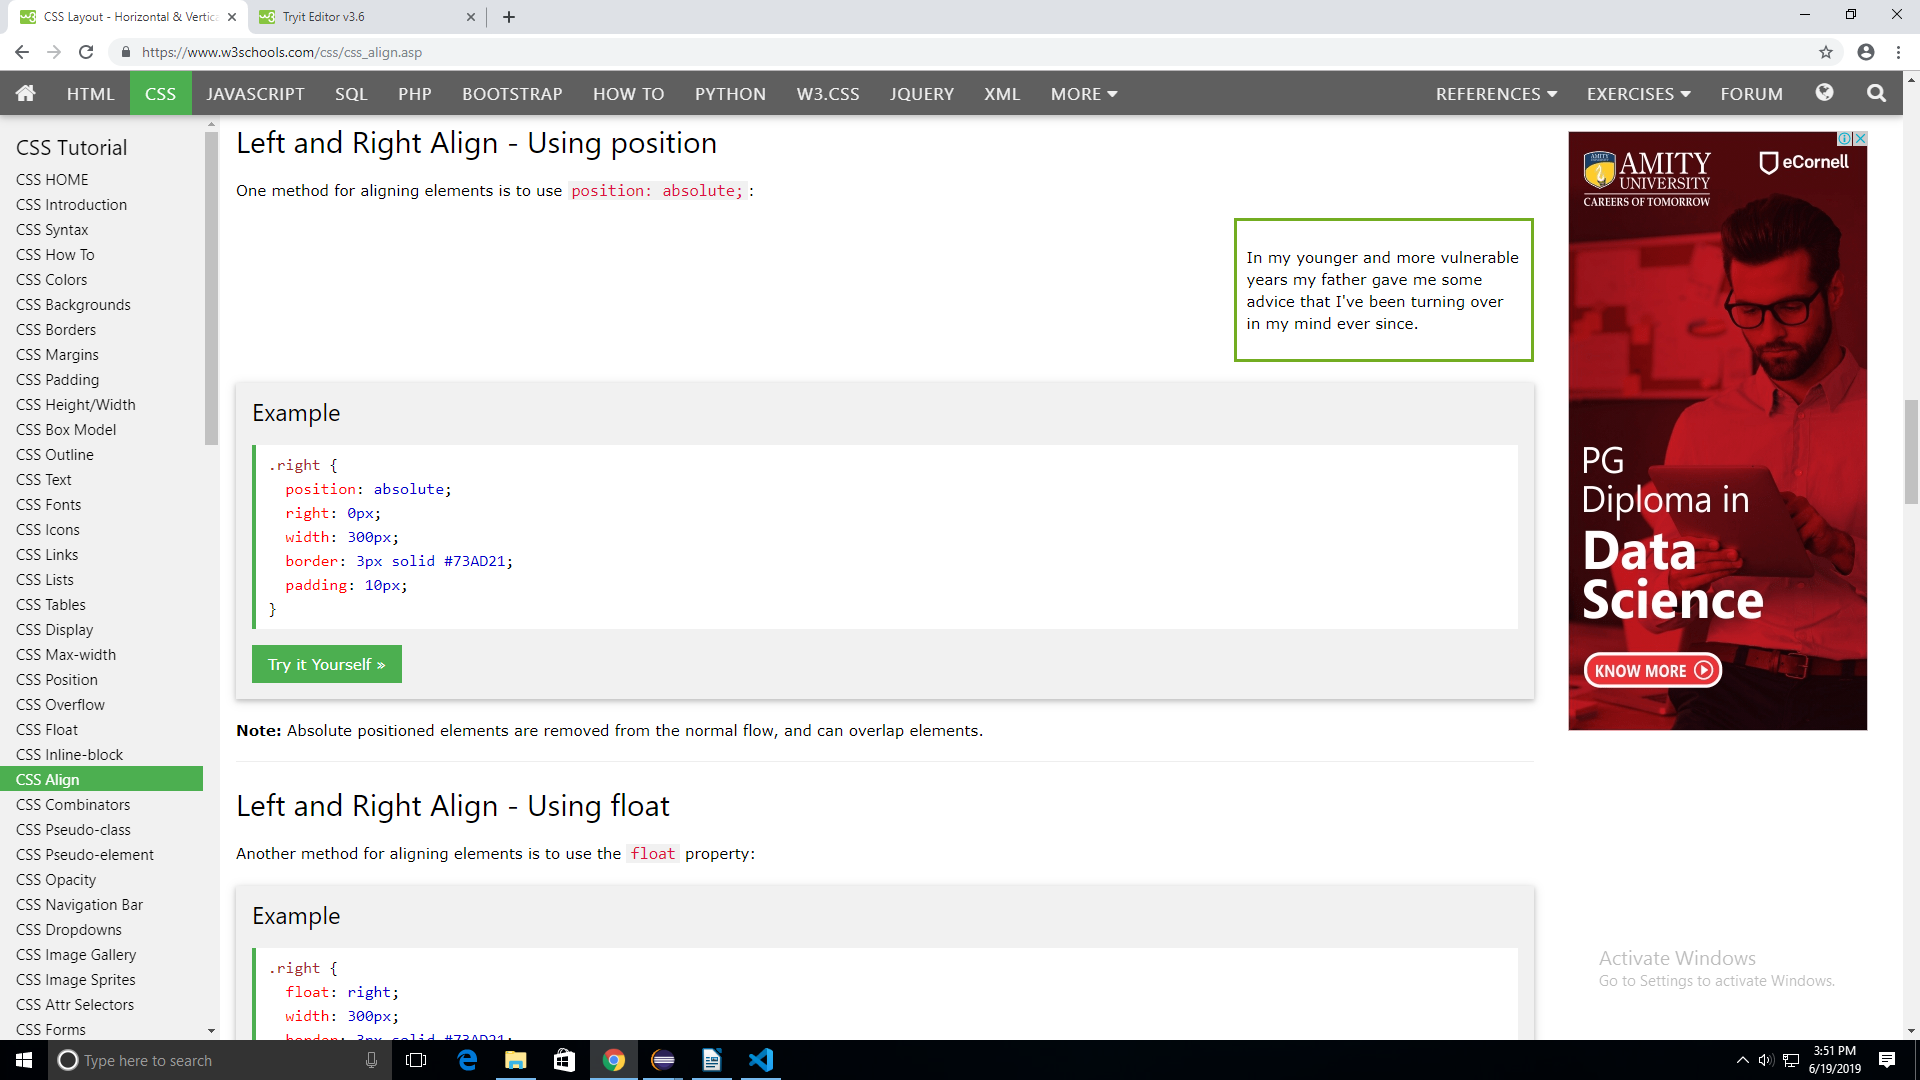 CSS Layout - Horizontal & Vertica
Tryit Editor v3.6
https://www.w3schools.com/css/css_align.asp
HTML CSS JAVASCRIPT SQL PHP BOOTSTRAP HOW TO PYTHON W3.CSS JQUERY XML MORE REFERENCES EXERCISES FORUM
CSS Tutorial
CSS HOME
CSS Introduction
CSS Syntax
CSS How To
CSS Colors
CSS Backgrounds
CSS Borders
CSS Margins
CSS Padding
CSS Height/Width
CSS Box Model
CSS Outline
CSS Text
CSS Fonts
CSS Icons
CSS Links
CSS Lists
CSS Tables
CSS Display
CSS Max-width
CSS Position
CSS Overflow
CSS Float
CSS Inline-block
CSS Align
CSS Combinators
CSS Pseudo-class
CSS Pseudo-element
CSS Opacity
CSS Navigation Bar
CSS Dropdowns
CSS Image Gallery
CSS Image Sprites
CSS Attr Selectors
CSS Forms
Left and Right Align - Using position
One method for aligning elements is to use position: absolute; :
In my younger and more vulnerable
years my father gave me some
advice that I've been turning over
in my mind ever since.
Example
.right {
position: absolute;
right: 0px;
width: 300px;
border: 3px solid #73AD21;
padding: 10px;
}
Try it Yourself »
Note: Absolute positioned elements are removed from the normal flow, and can overlap elements.
Left and Right Align - Using float
Another method for aligning elements is to use the float property:
Example
.right {
float: right;
width: 300px;
border: 3px solid #73AD21;
AMITY
AMITY
UNIVERSITY
CAREERS OF TOMORROW
eCornell
PG
Diploma in
Data
Science
KNOW MORE
Activate Windows
Go to Settings to activate Windows.
Type here to search
3:51 PM
6/19/2019